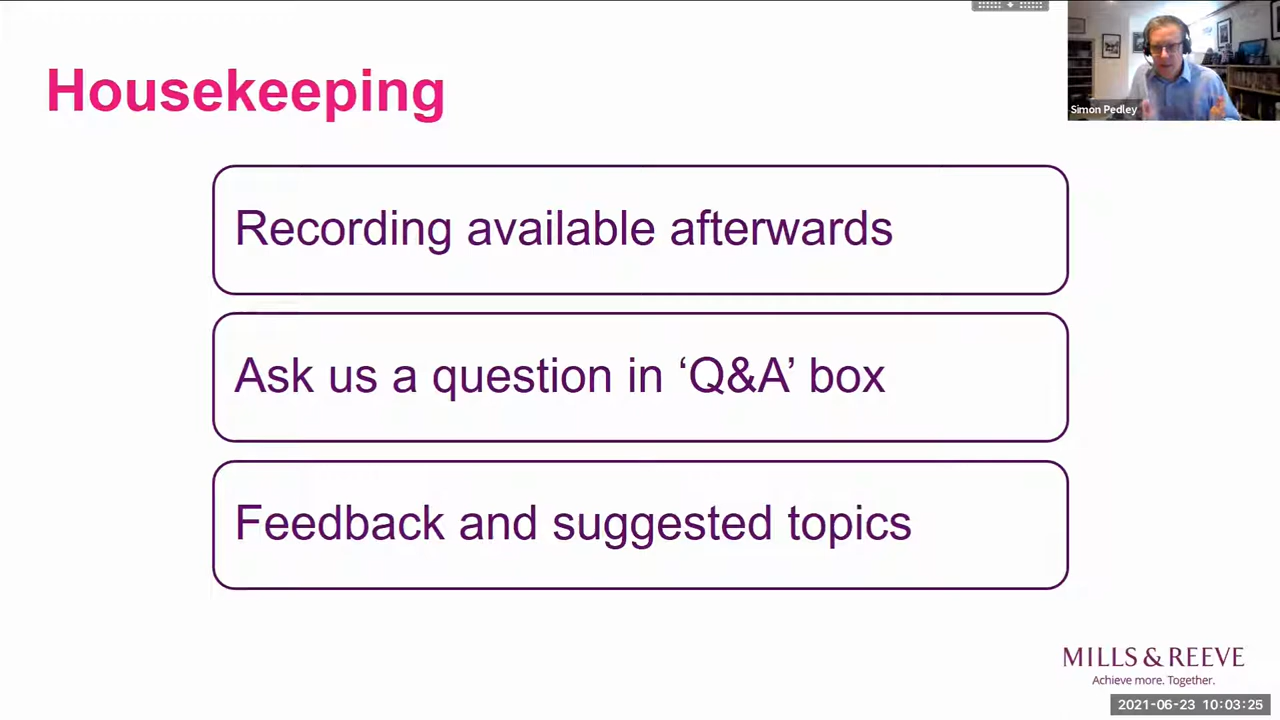 Housekeeping
Simon Pedley
Recording available afterwards
Ask us a question in ‘Q&A’ box
Feedback and suggested topics
MILLS & REEVE
Achieve more. Together.
2021-06-23 10:03:25